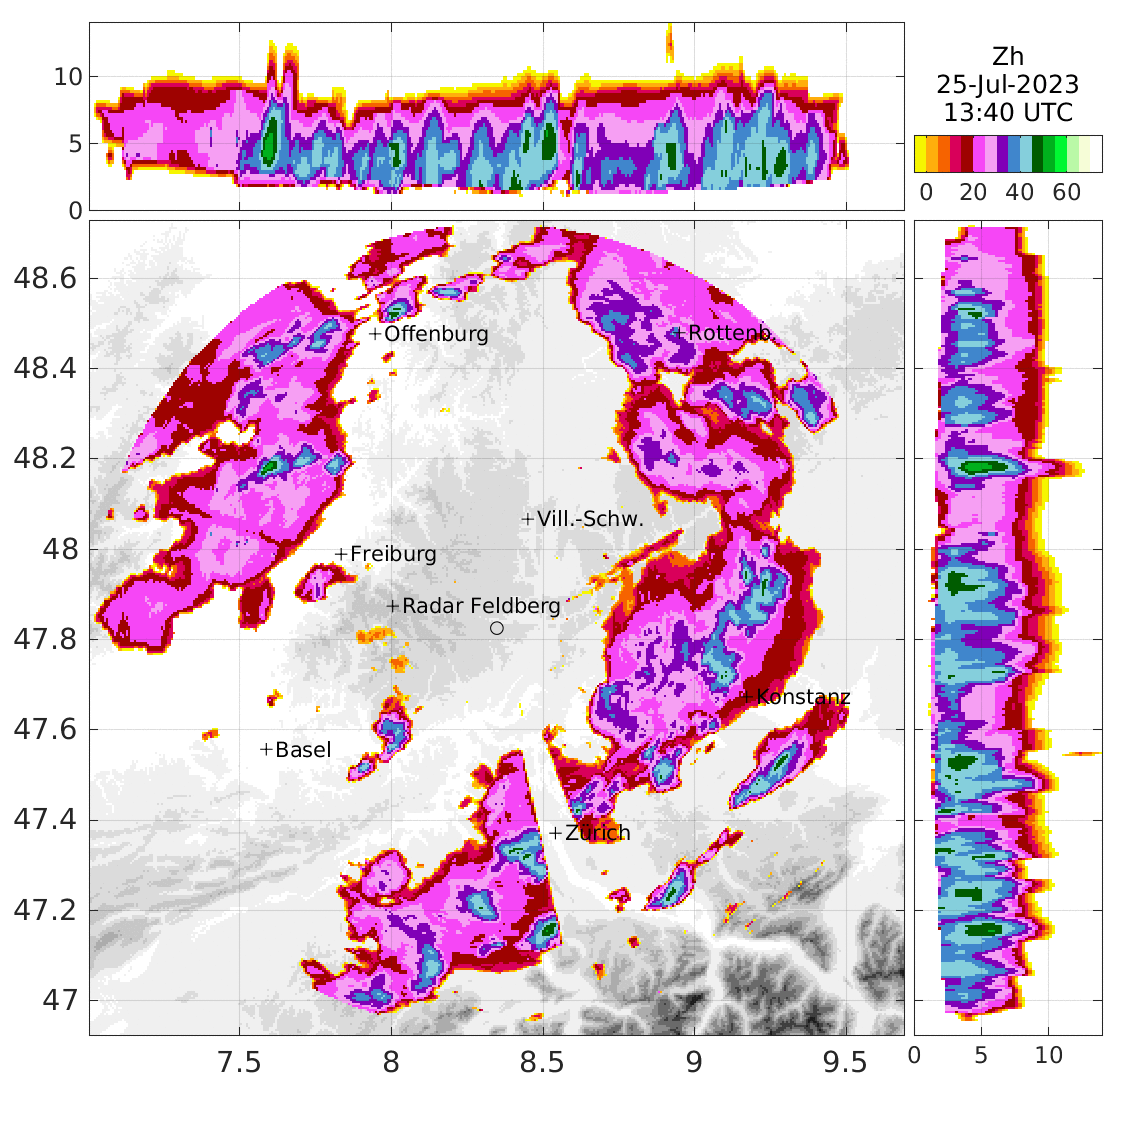 10
5
0
Zh
25-Jul-2023
13:40 UTC
0 20 40 60
48.6
48.4
48.2
48
47.8
47.6
47.4
47.2
47
Offenburg
Rottenb.
Vill.-Schw.
Freiburg
Radar Feldberg
Konstanz
Basel
Zürich
7.5 8 8.5 9 9.5
0 5 10